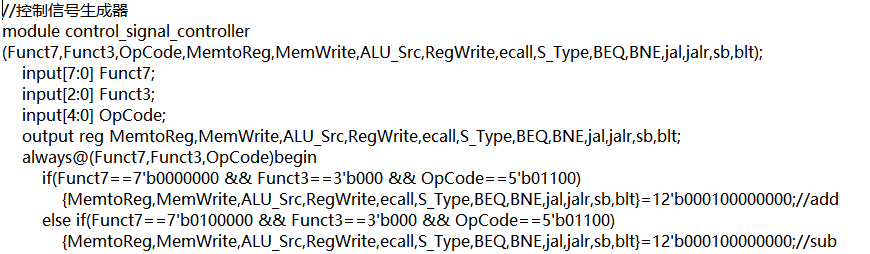 //控制信号生成器
module control_signal_controller
(Funct7,Funct3,OpCode,MemtoReg,MemWrite,ALU_Src,RegWrite,ecall,S_Type,BEQ,BNE,jal,jalr,sb,blt);
input[7:0] Funct7;
input[2:0] Funct3;
input[4:0] OpCode;
output reg MemtoReg,MemWrite,ALU_Src,RegWrite,ecall,S_Type,BEQ,BNE,jal,jalr,sb,blt;
always@(Funct7,Funct3,OpCode)begin
if(Funct7==7'b0000000 && Funct3==3'b000 && OpCode==5'b01100)
{MemtoReg,MemWrite,ALU_Src,RegWrite,ecall,S_Type,BEQ,BNE,jal,jalr,sb,blt}=12'b000100000000;//add
else if(Funct7==7'b0100000 && Funct3==3'b000 && OpCode==5'b01100)
{MemtoReg,MemWrite,ALU_Src,RegWrite,ecall,S_Type,BEQ,BNE,jal,jalr,sb,blt}=12'b000100000000;//sub